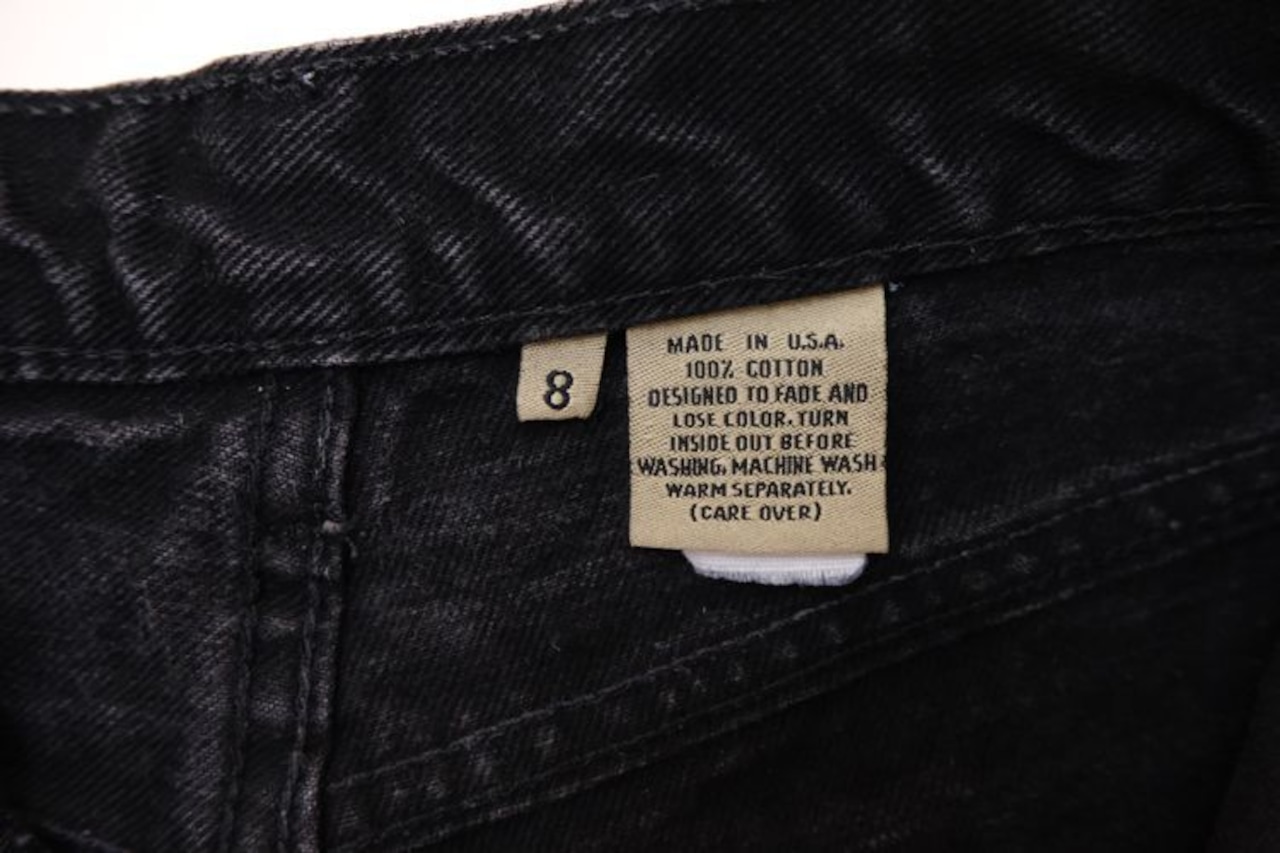 8
MADE IN U.S.A.
100% COTTON
DESIGNED TO FADE AND
LOSE COLOR. TURN
INSIDE OUT BEFORE
WASHING, MACHINE WASH
WARM SEPARATELY.
(CARE OVER)